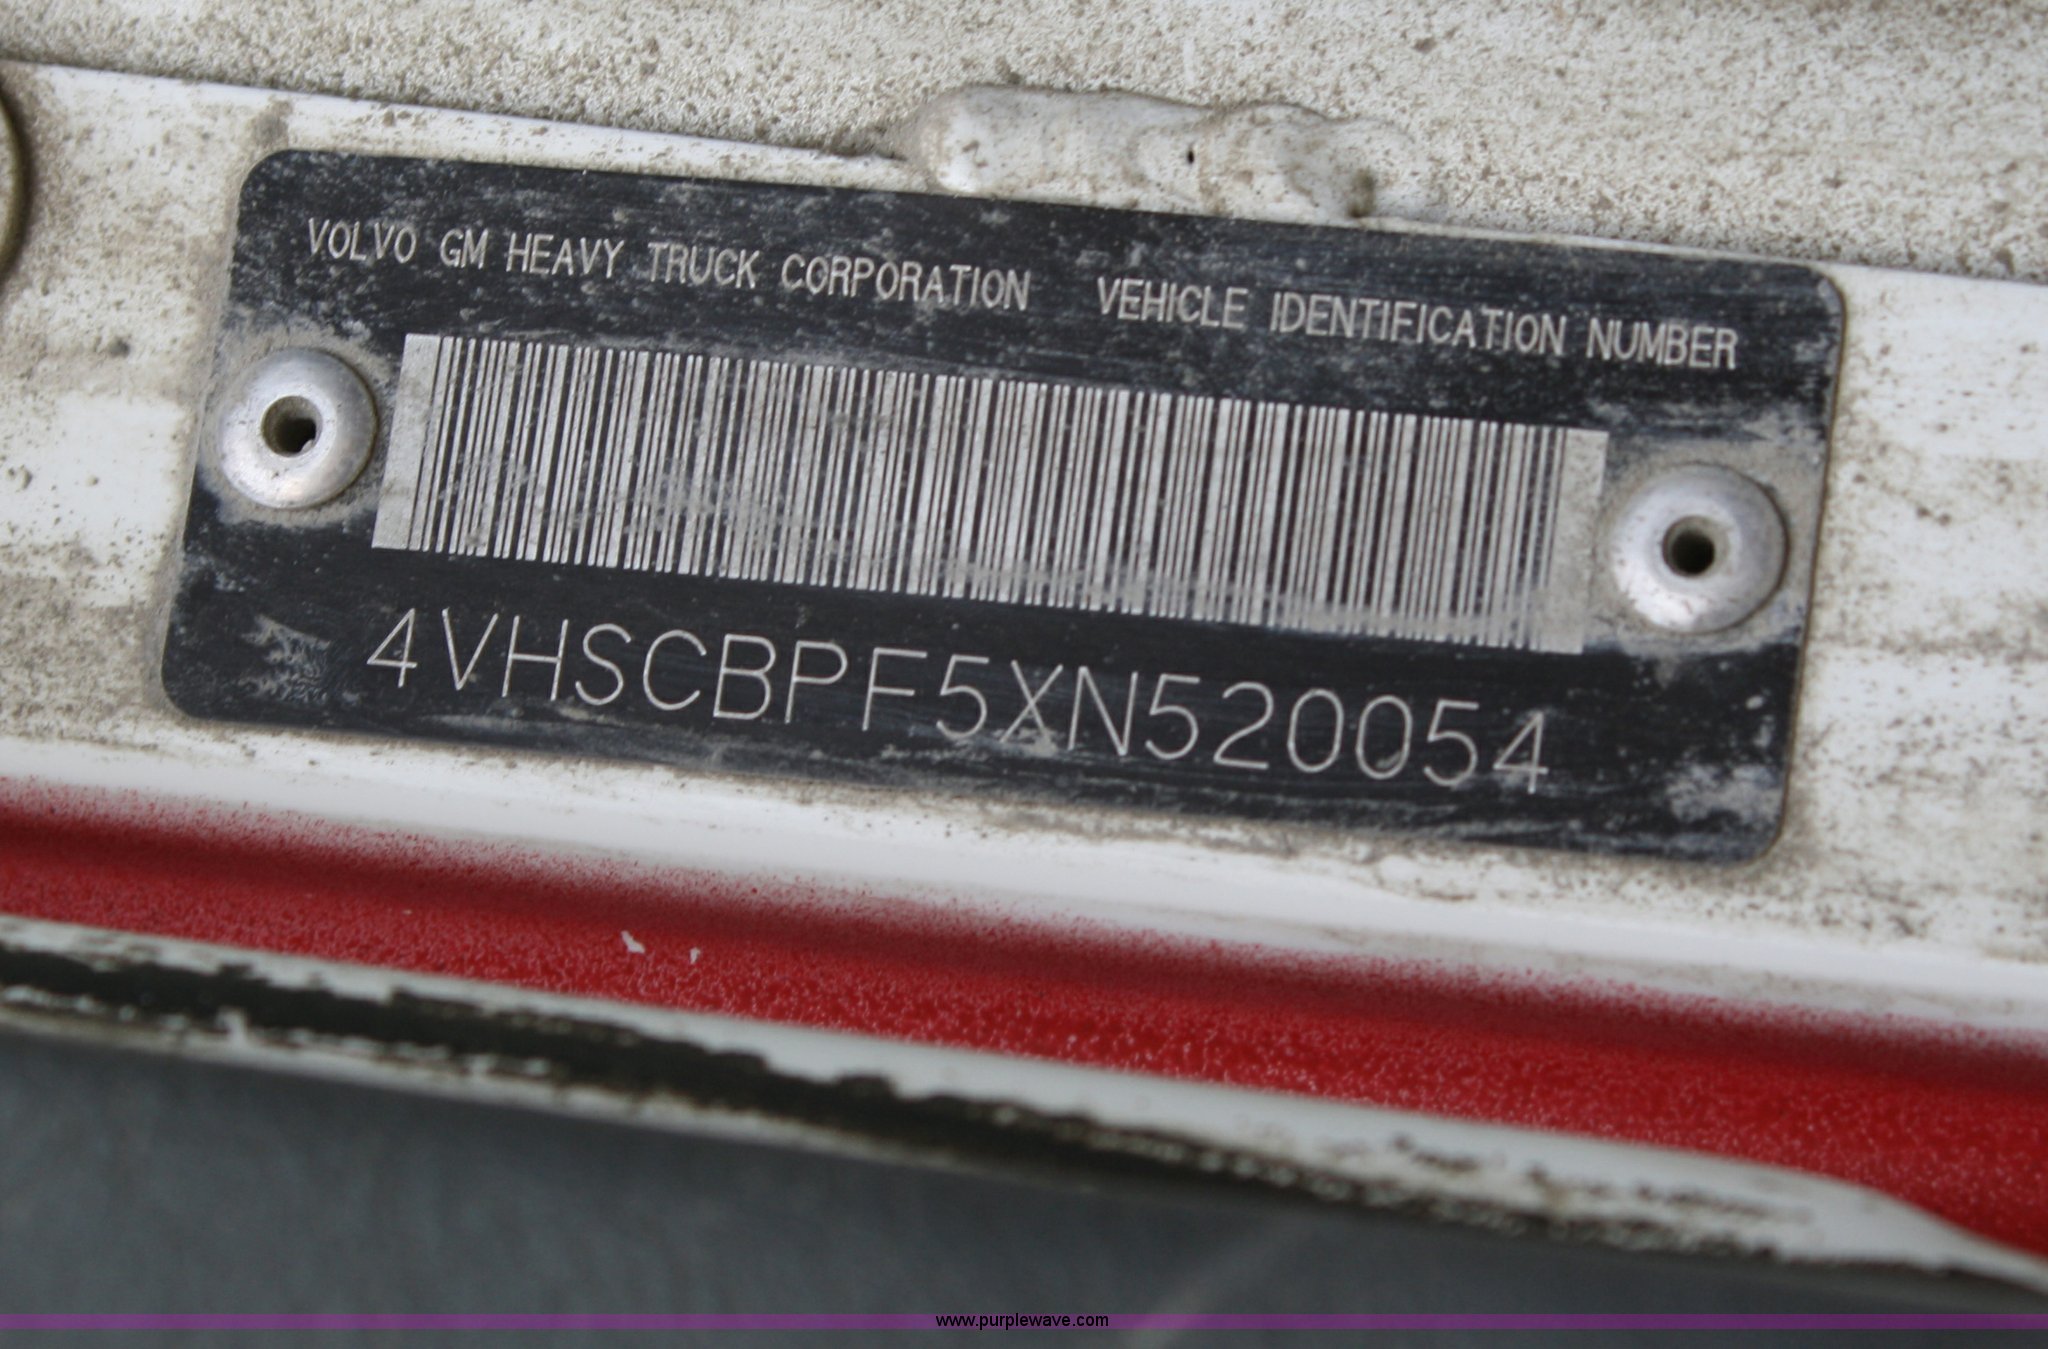 VOLVO GM HEAVY TRUCK CORPORATION VEHICLE IDENTIFICATION NUMBER
4VHSCBPF5XN520054
www.purplewave.com